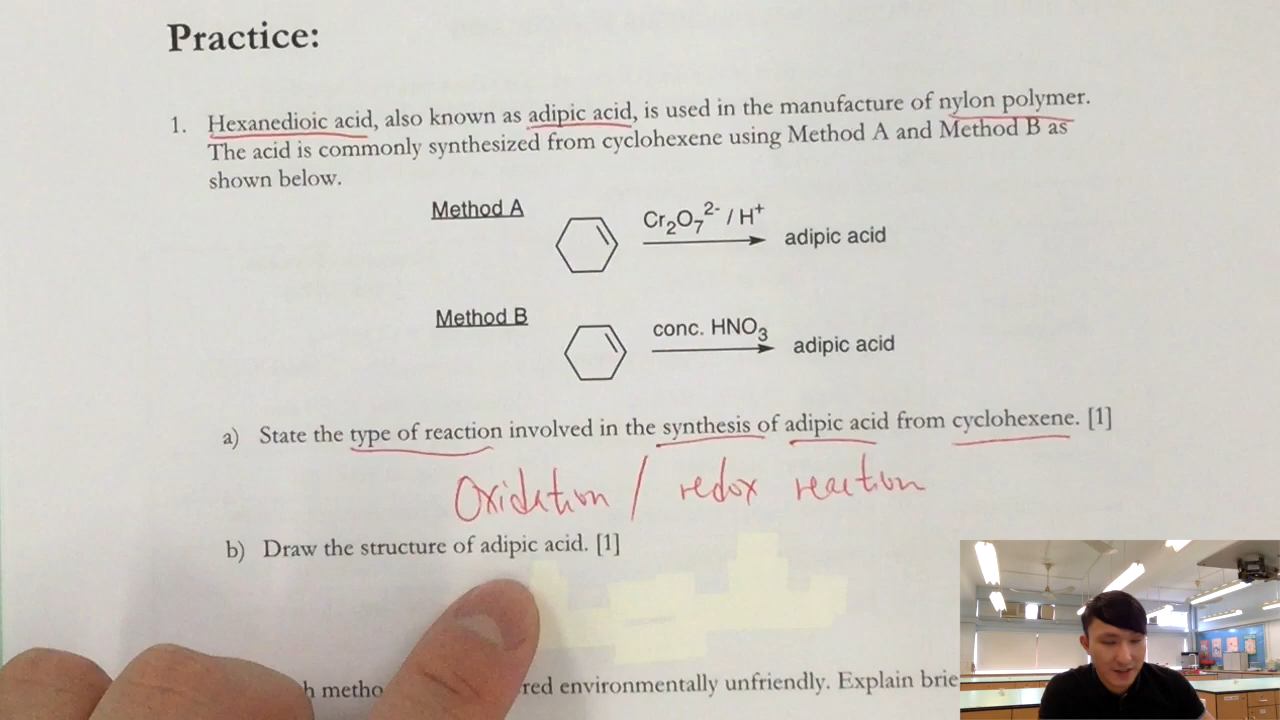 Practice:
1. Hexanedioic acid, also known as adipic acid, is used in the manufacture of nylon polymer.
The acid is commonly synthesized from cyclohexene using Method A and Method B as
shown below.
Method A
Cr₂O₇²⁻ / H⁺
adipic acid
Method B
conc. HNO₃
adipic acid
a) State the type of reaction involved in the synthesis of adipic acid from cyclohexene. [1]
Oxidation / redox reaction
b) Draw the structure of adipic acid. [1]
environmentally unfriendly. Explain